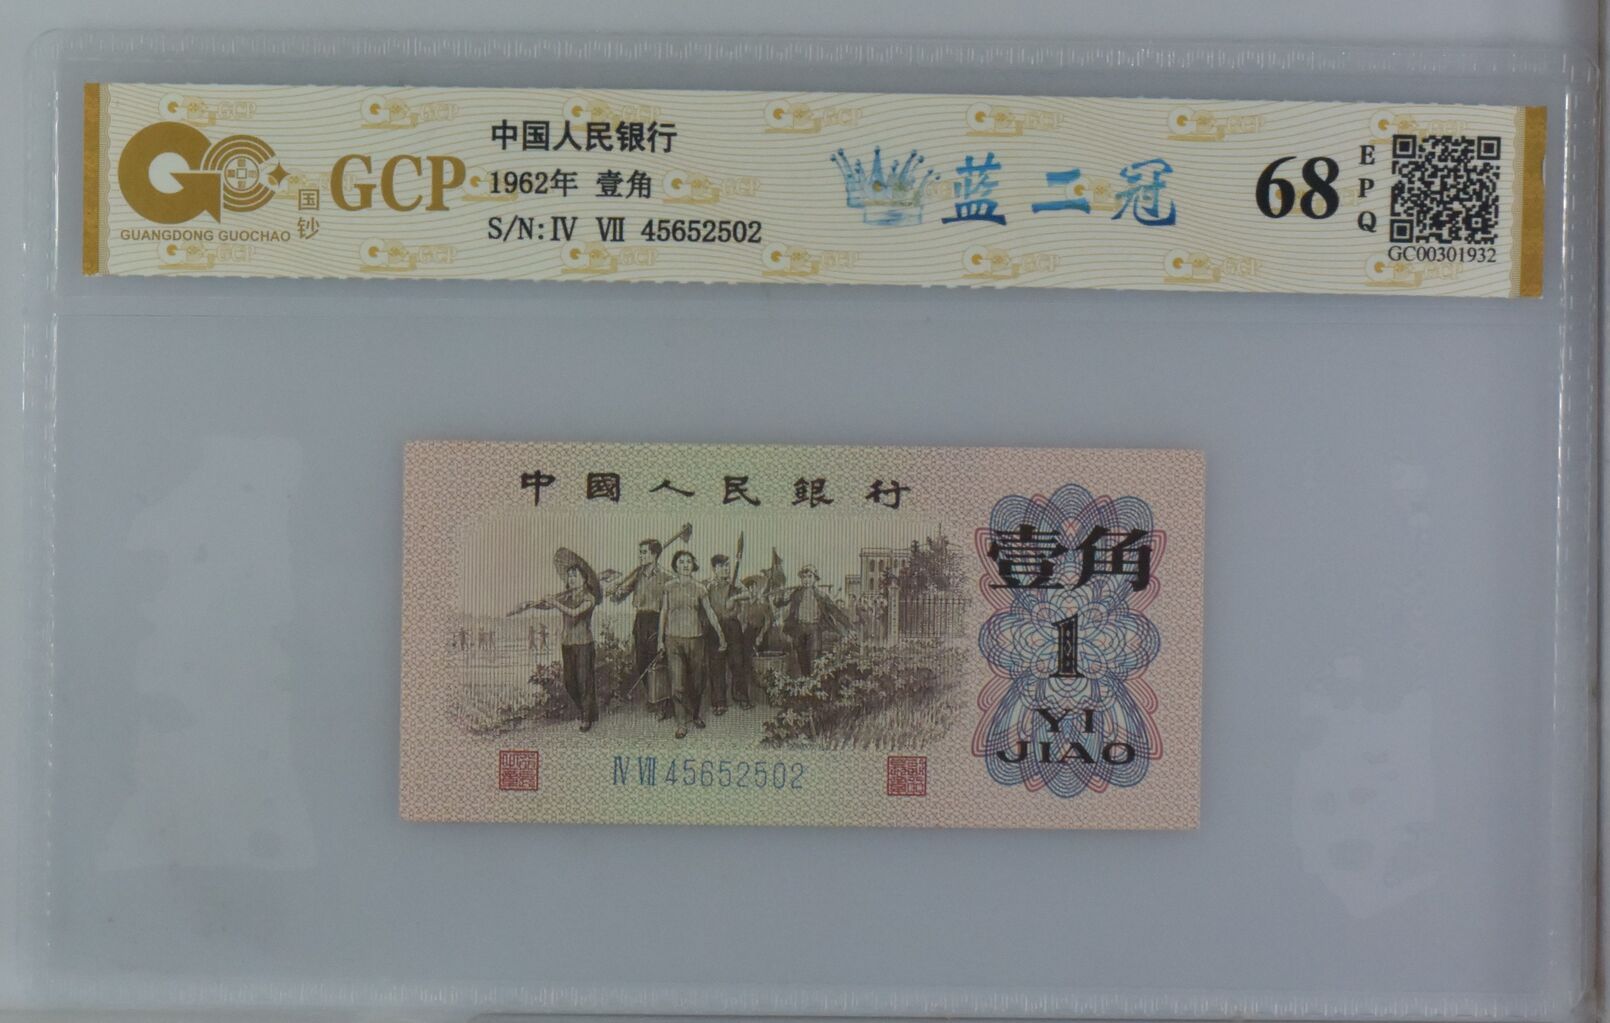 GCP
国钞
GUANGDONG GUOCHAO
中国人民银行
1962年 壹角
S/N:Ⅳ Ⅶ 45652502
蓝二冠
68
EPQ
GC00301932
中國人民銀行
壹角
1
YI
JIAO
Ⅳ Ⅶ 45652502